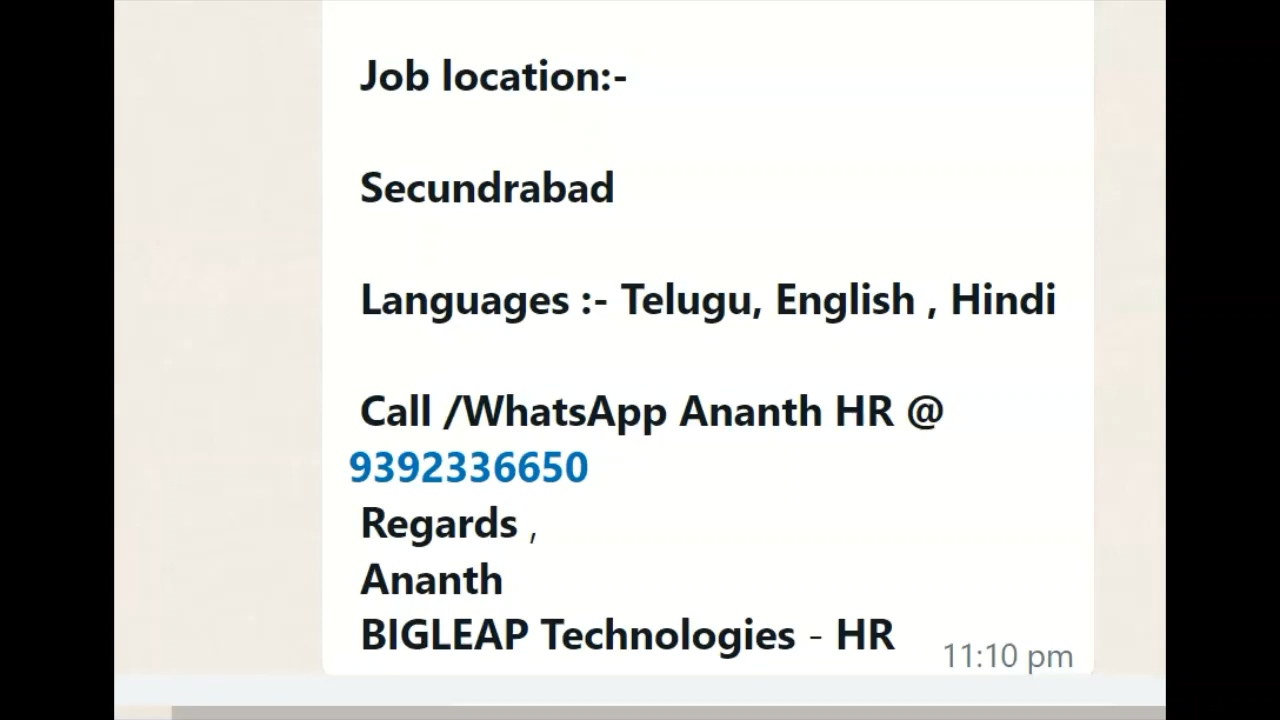 Job location:-
Secundrabad
Languages :- Telugu, English , Hindi
Call /WhatsApp Ananth HR @
9392336650
Regards ,
Ananth
BIGLEAP Technologies - HR
11:10 pm